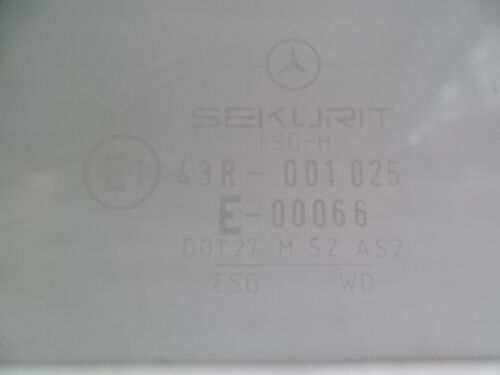 SEKURIT
ESG-H
E1 43R-001025
E-00066
DOT27 M 52 AS2
ESG WD